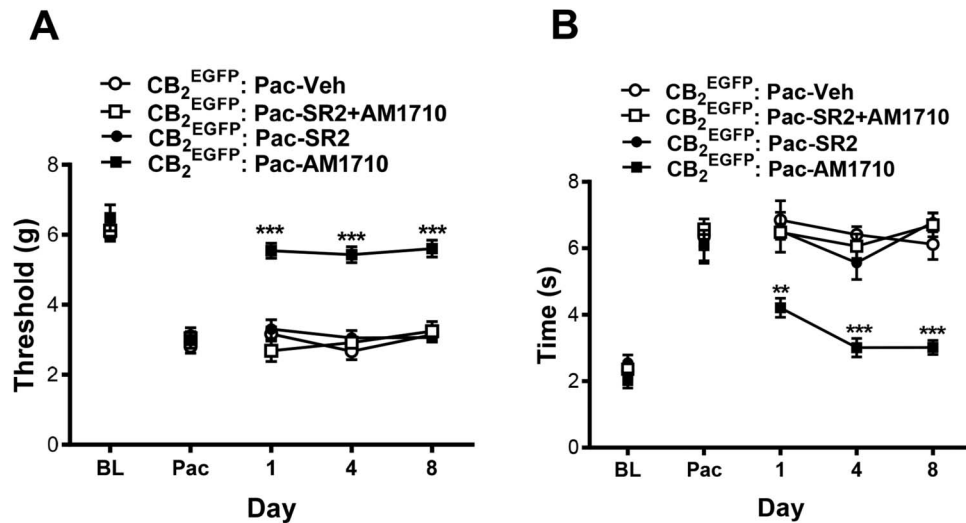 A
CB₂ᴱᴳᶠᴾ: Pac-Veh
CB₂ᴱᴳᶠᴾ: Pac-SR2+AM1710
CB₂ᴱᴳᶠᴾ: Pac-SR2
CB₂ᴱᴳᶠᴾ: Pac-AM1710
Threshold (g)
8
6
4
2
0
*** *** ***
BL Pac 1 4 8
Day
B
CB₂ᴱᴳᶠᴾ: Pac-Veh
CB₂ᴱᴳᶠᴾ: Pac-SR2+AM1710
CB₂ᴱᴳᶠᴾ: Pac-SR2
CB₂ᴱᴳᶠᴾ: Pac-AM1710
Time (s)
8
6
4
2
0
** *** ***
BL Pac 1 4 8
Day